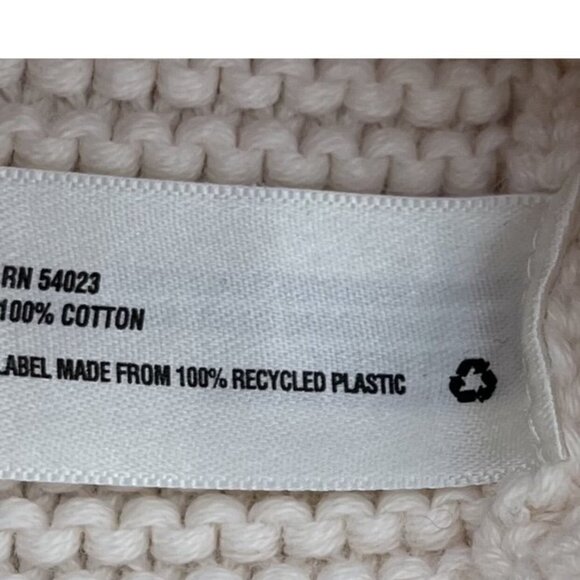 RN 54023
100% COTTON
LABEL MADE FROM 100% RECYCLED PLASTIC